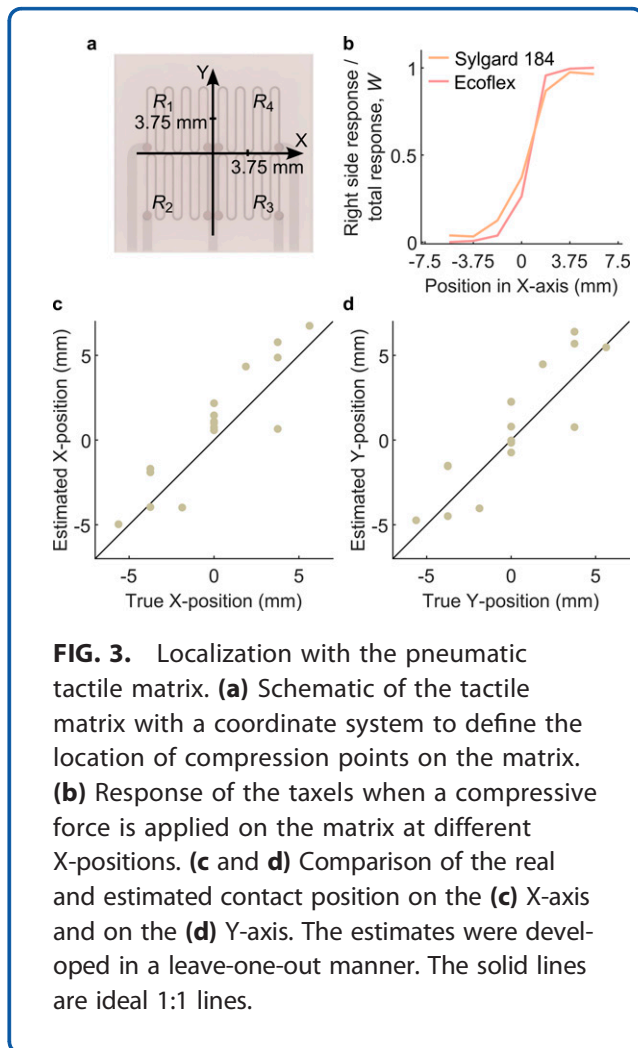 a
Y
R1
R4
3.75 mm
X
3.75 mm
R2
R3
b
Sylgard 184
Ecoflex
Right side response /
total response, W
1
0.5
0
-7.5 -3.75 0 3.75 7.5
Position in X-axis (mm)
c
Estimated X-position (mm)
5
0
-5
-5 0 5
True X-position (mm)
d
Estimated Y-position (mm)
5
0
-5
-5 0 5
True Y-position (mm)
FIG. 3. Localization with the pneumatic
tactile matrix. (a) Schematic of the tactile
matrix with a coordinate system to define the
location of compression points on the matrix.
(b) Response of the taxels when a compressive
force is applied on the matrix at different
X-positions. (c and d) Comparison of the real
and estimated contact position on the (c) X-axis
and on the (d) Y-axis. The estimates were devel-
oped in a leave-one-out manner. The solid lines
are ideal 1:1 lines.